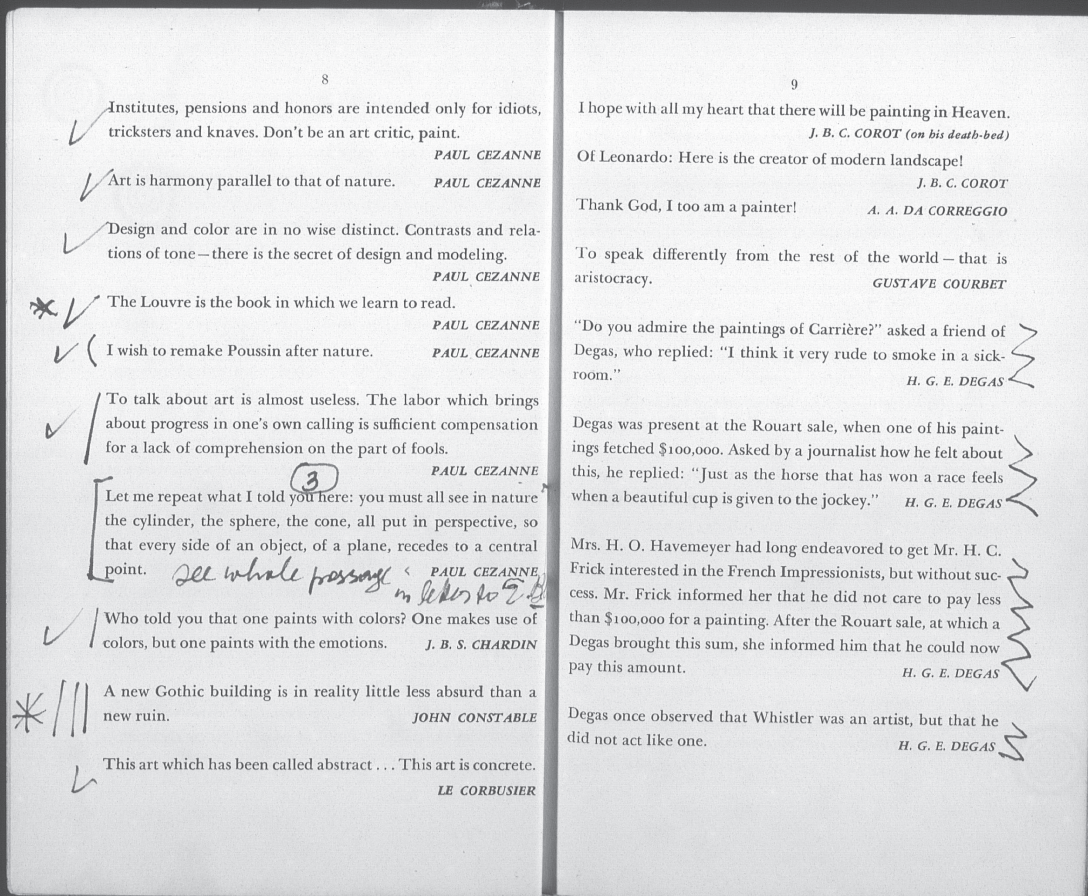 8
Institutes, pensions and honors are intended only for idiots,
tricksters and knaves. Don't be an art critic, paint.
PAUL CEZANNE
Art is harmony parallel to that of nature. PAUL CEZANNE
Design and color are in no wise distinct. Contrasts and rela-
tions of tone—there is the secret of design and modeling.
PAUL CEZANNE
The Louvre is the book in which we learn to read.
PAUL CEZANNE
I wish to remake Poussin after nature. PAUL CEZANNE
To talk about art is almost useless. The labor which brings
about progress in one's own calling is sufficient compensation
for a lack of comprehension on the part of fools.
PAUL CEZANNE
3
Let me repeat what I told you here: you must all see in nature
the cylinder, the sphere, the cone, all put in perspective, so
that every side of an object, of a plane, recedes to a central
point. see whole passage PAUL CEZANNE
in letter to E
Who told you that one paints with colors? One makes use of
colors, but one paints with the emotions. J. B. S. CHARDIN
A new Gothic building is in reality little less absurd than a
new ruin. JOHN CONSTABLE
This art which has been called abstract . . . This art is concrete.
LE CORBUSIER
9
I hope with all my heart that there will be painting in Heaven.
J. B. C. COROT (on his death-bed)
Of Leonardo: Here is the creator of modern landscape!
J. B. C. COROT
Thank God, I too am a painter! A. A. DA CORREGGIO
To speak differently from the rest of the world—that is
aristocracy. GUSTAVE COURBET
"Do you admire the paintings of Carrière?" asked a friend of
Degas, who replied: "I think it very rude to smoke in a sick-
room." H. G. E. DEGAS
Degas was present at the Rouart sale, when one of his paint-
ings fetched $100,000. Asked by a journalist how he felt about
this, he replied: "Just as the horse that has won a race feels
when a beautiful cup is given to the jockey." H. G. E. DEGAS
Mrs. H. O. Havemeyer had long endeavored to get Mr. H. C.
Frick interested in the French Impressionists, but without suc-
cess. Mr. Frick informed her that he did not care to pay less
than $100,000 for a painting. After the Rouart sale, at which a
Degas brought this sum, she informed him that he could now
pay this amount. H. G. E. DEGAS
Degas once observed that Whistler was an artist, but that he
did not act like one. H. G. E. DEGAS